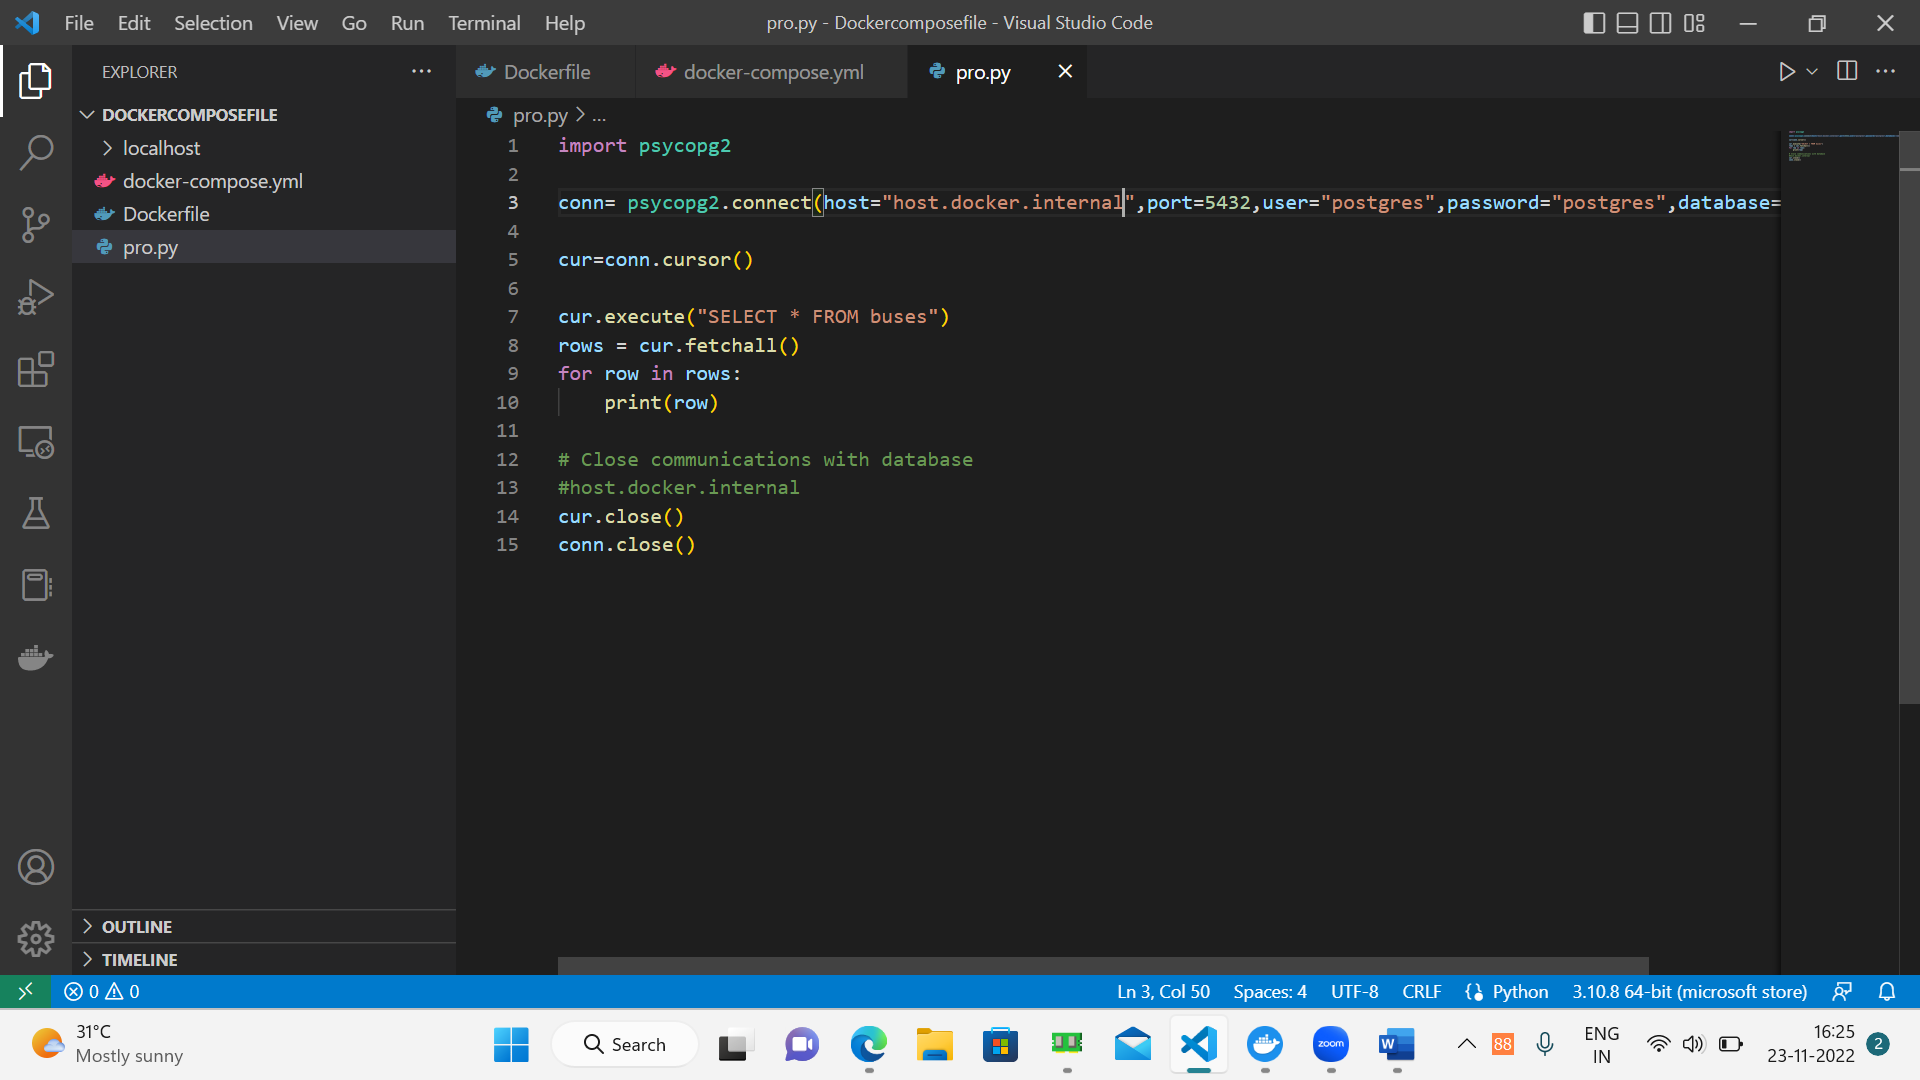 File Edit Selection View Go Run Terminal Help
pro.py - Dockercomposefile - Visual Studio Code
EXPLORER
DOCKERCOMPOSEFILE
localhost
docker-compose.yml
Dockerfile
pro.py
OUTLINE
TIMELINE
Dockerfile docker-compose.yml pro.py
pro.py > ...
1 import psycopg2
2
3 conn= psycopg2.connect(host="host.docker.internal",port=5432,user="postgres",password="postgres",database=
4
5 cur=conn.cursor()
6
7 cur.execute("SELECT * FROM buses")
8 rows = cur.fetchall()
9 for row in rows:
10 print(row)
11
12 # Close communications with database
13 #host.docker.internal
14 cur.close()
15 conn.close()
0 0 Ln 3, Col 50 Spaces: 4 UTF-8 CRLF Python 3.10.8 64-bit (microsoft store)
31°C
Mostly sunny
Search
zoom
W
88
ENG
IN
16:25
23-11-2022
2